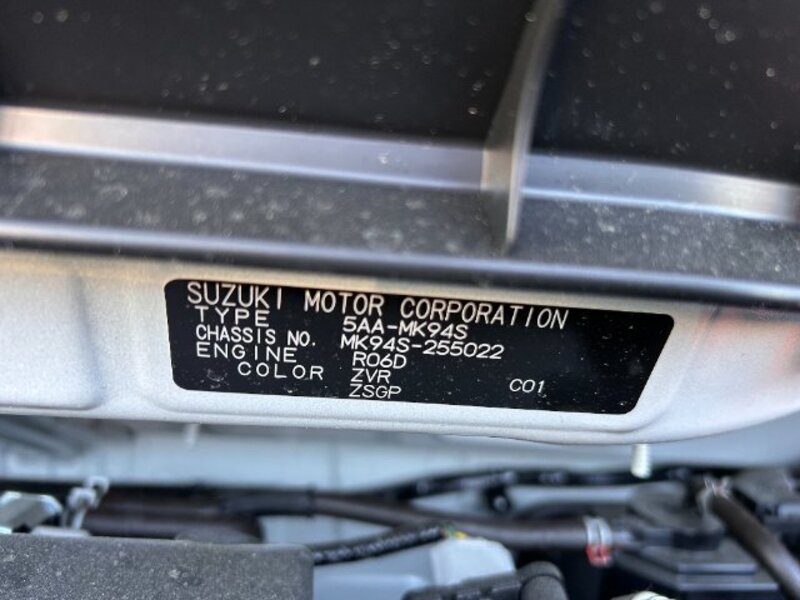 SUZUKI MOTOR CORPORATION
TYPE 5AA-MK94S
CHASSIS NO. MK94S-255022
ENGINE R06D
COLOR ZVR
ZSGP C01